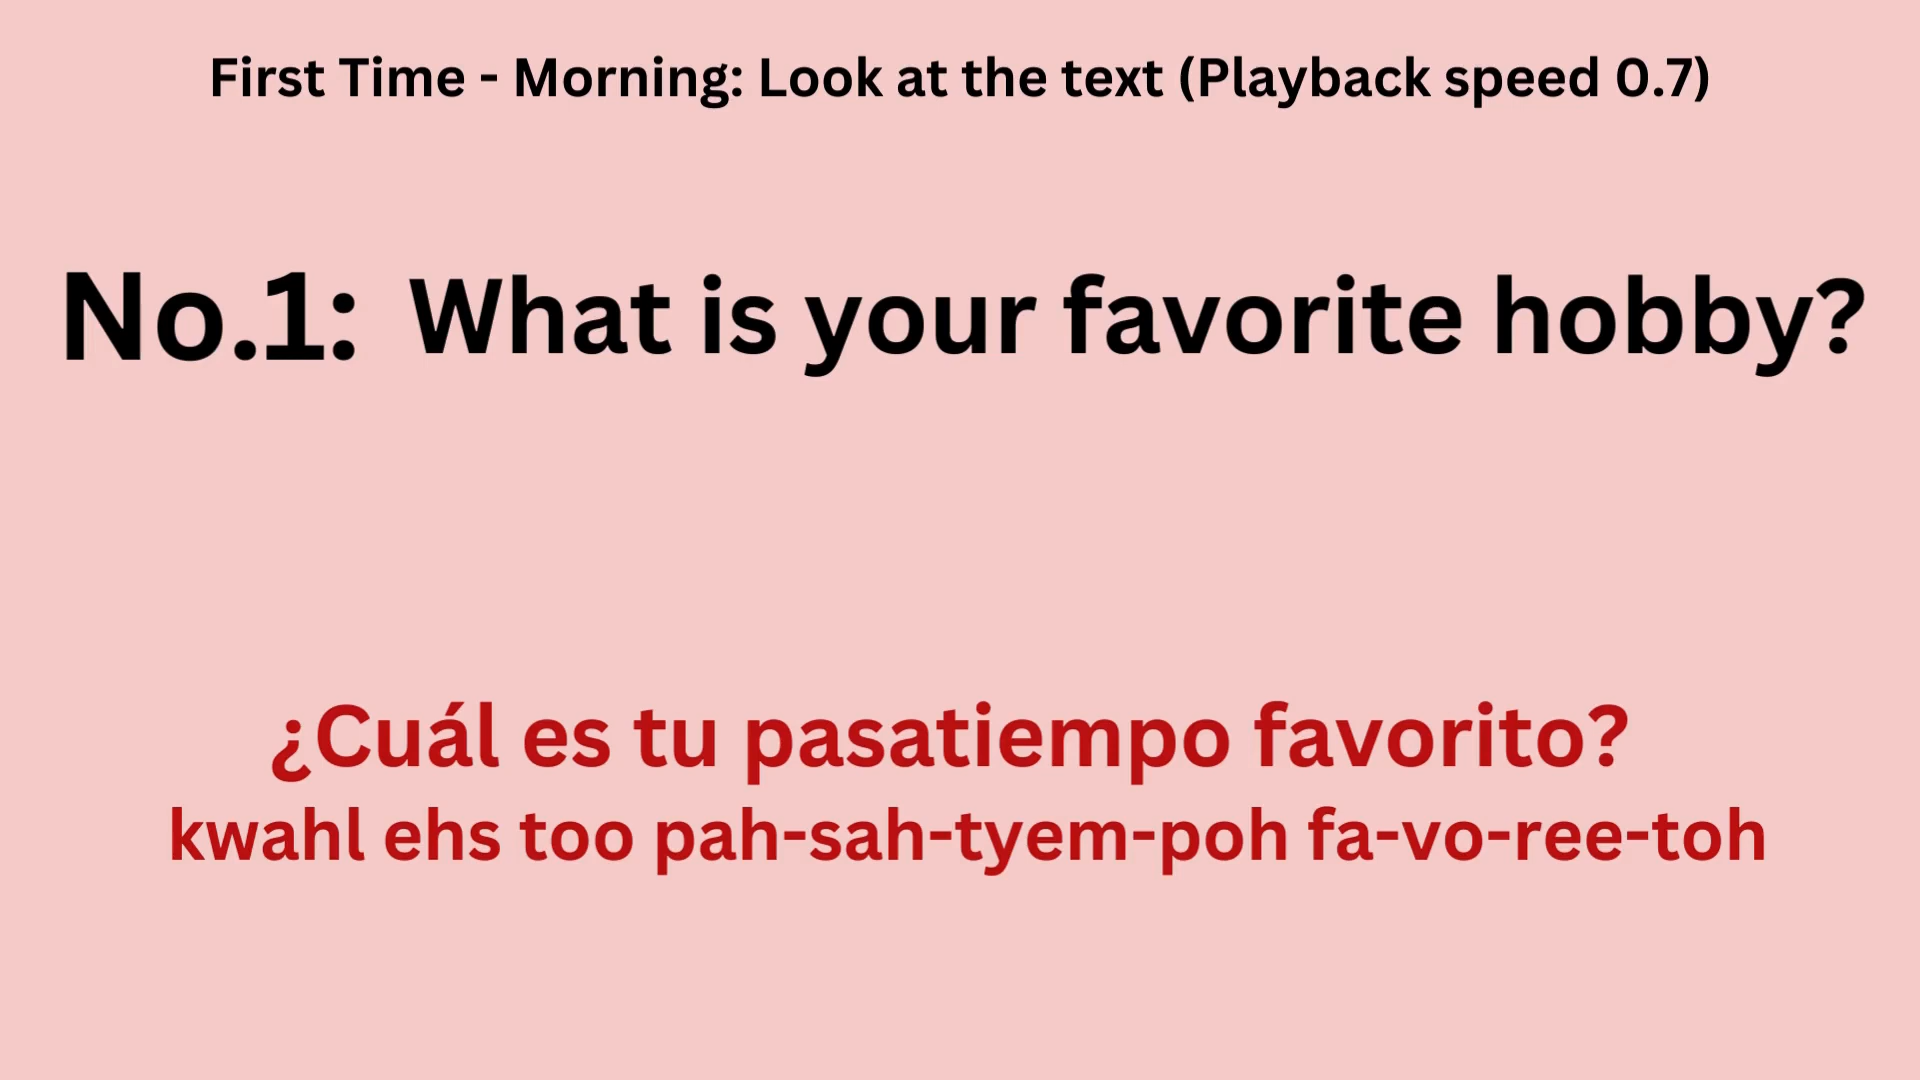 First Time - Morning: Look at the text (Playback speed 0.7)
No.1: What is your favorite hobby?
¿Cuál es tu pasatiempo favorito?
kwahl ehs too pah-sah-tyem-poh fa-vo-ree-toh